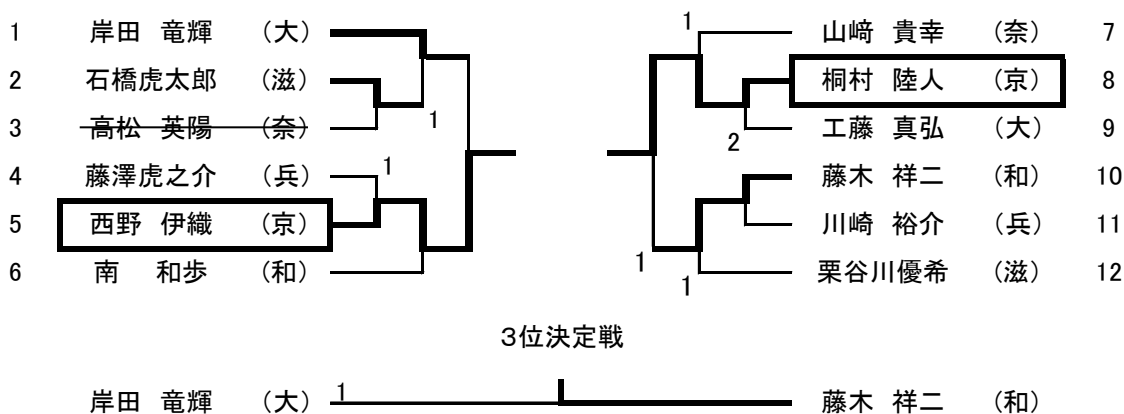 1 岸田 竜輝 (大) 1 山﨑 貴幸 (奈) 7
2 石橋虎太郎 (滋) 桐村 陸人 (京) 8
3 高松 英陽 (奈) 1 2 工藤 真弘 (大) 9
4 藤澤虎之介 (兵) 1 藤木 祥二 (和) 10
5 西野 伊織 (京) 川崎 裕介 (兵) 11
6 南 和歩 (和) 1 1 栗谷川優希 (滋) 12
3位決定戦
岸田 竜輝 (大) 1 藤木 祥二 (和)